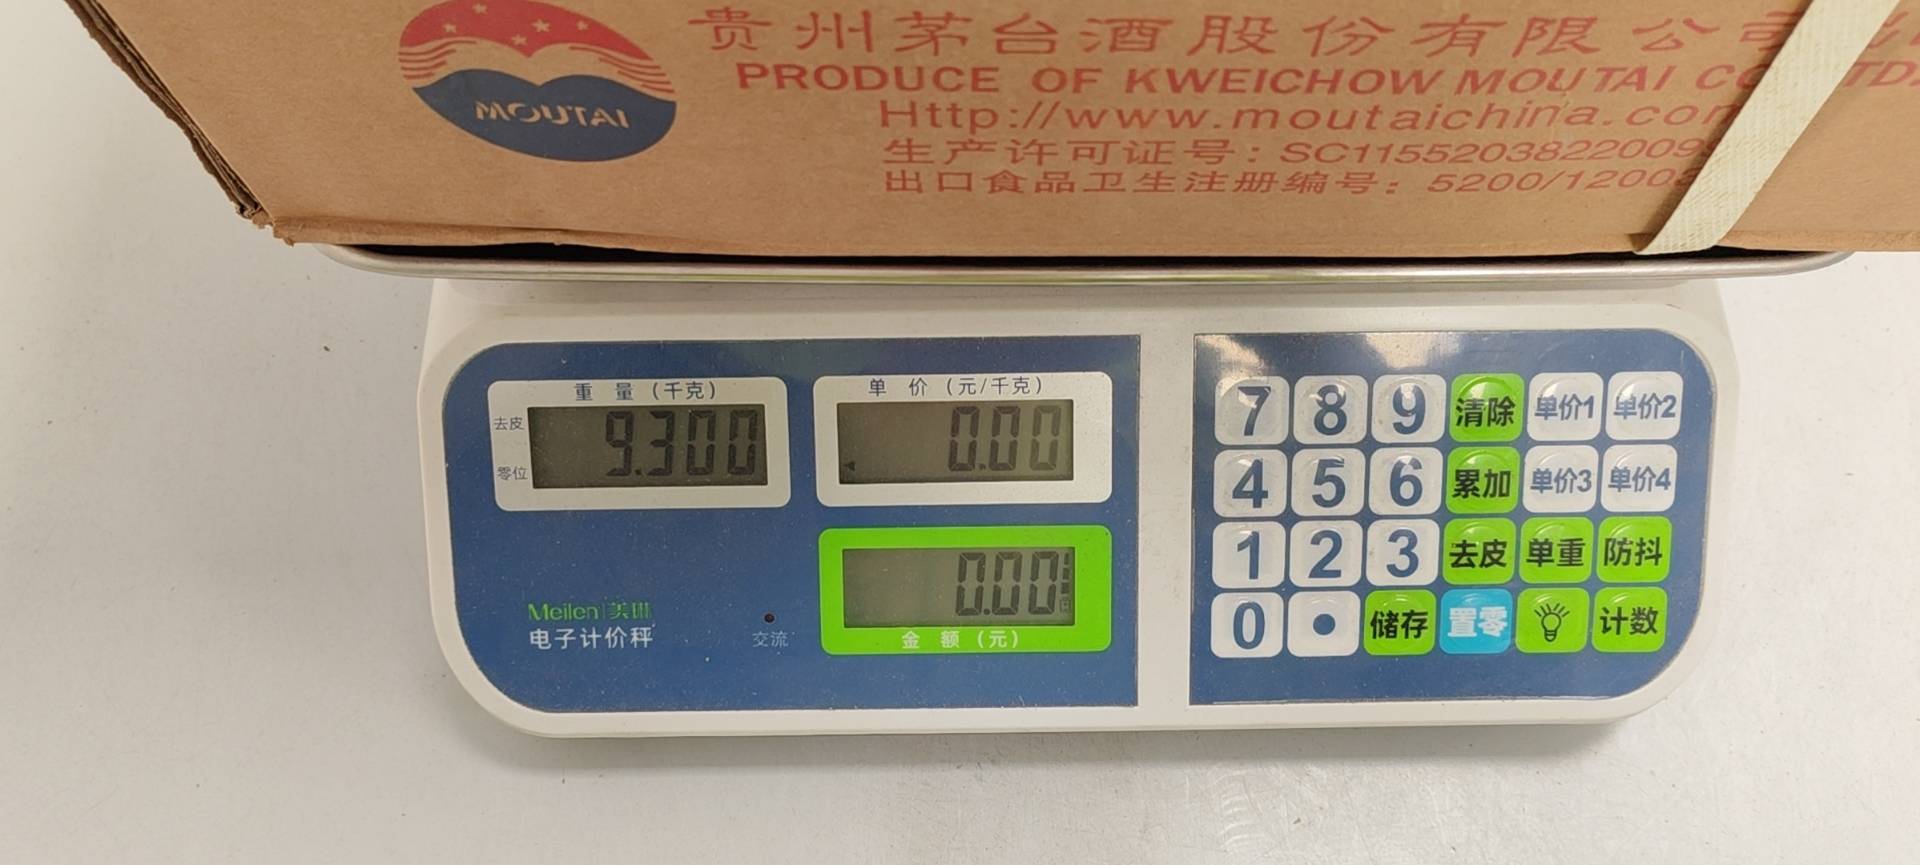 MOUTAI
贵州茅台酒股份有限公司
PRODUCE OF KWEICHOW MOUTAI CO LTD.
Http://www.moutaichina.com
生产许可证号: SC1155203822009
出口食品卫生注册编号: 5200/1200
重量(千克)
去皮
零位
9.300
单价(元/千克)
0.00
0.00
金额(元)
Meilen|美琳
电子计价秤
交流
7 8 9 清除 单价1 单价2
4 5 6 累加 单价3 单价4
1 2 3 去皮 单重 防抖
0 • 储存 置零 计数